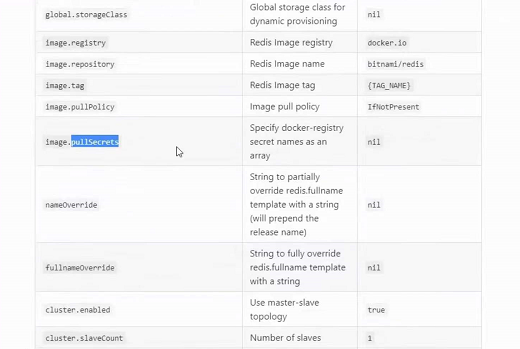 global.storageClass
Global storage class for
dynamic provisioning
nil
image.registry
Redis Image registry
docker.io
image.repository
Redis Image name
bitnami/redis
image.tag
Redis Image tag
{TAG_NAME}
image.pullPolicy
Image pull policy
IfNotPresent
image.pullSecrets
Specify docker-registry
secret names as an
array
nil
nameOverride
String to partially
override redis.fullname
template with a string
(will prepend the
release name)
nil
fullnameOverride
String to fully override
redis.fullname template
with a string
nil
cluster.enabled
Use master-slave
topology
true
cluster.slaveCount
Number of slaves
1